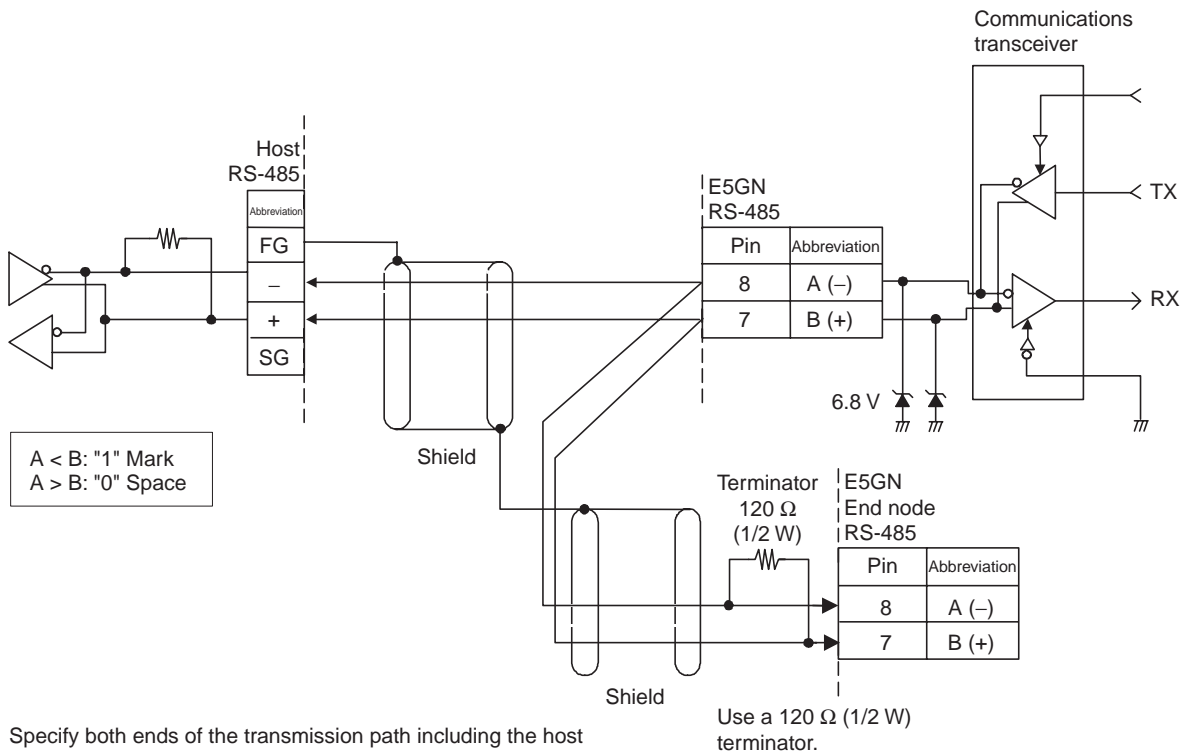 Communications
transceiver
Host
RS-485
Abbreviation
FG
−
+
SG
E5GN
RS-485
Pin Abbreviation
8 A (−)
7 B (+)
TX
RX
6.8 V
A < B: "1" Mark
A > B: "0" Space
Shield
Terminator
120 Ω
(1/2 W)
E5GN
End node
RS-485
Pin Abbreviation
8 A (−)
7 B (+)
Shield
Use a 120 Ω (1/2 W)
terminator.
Specify both ends of the transmission path including the host